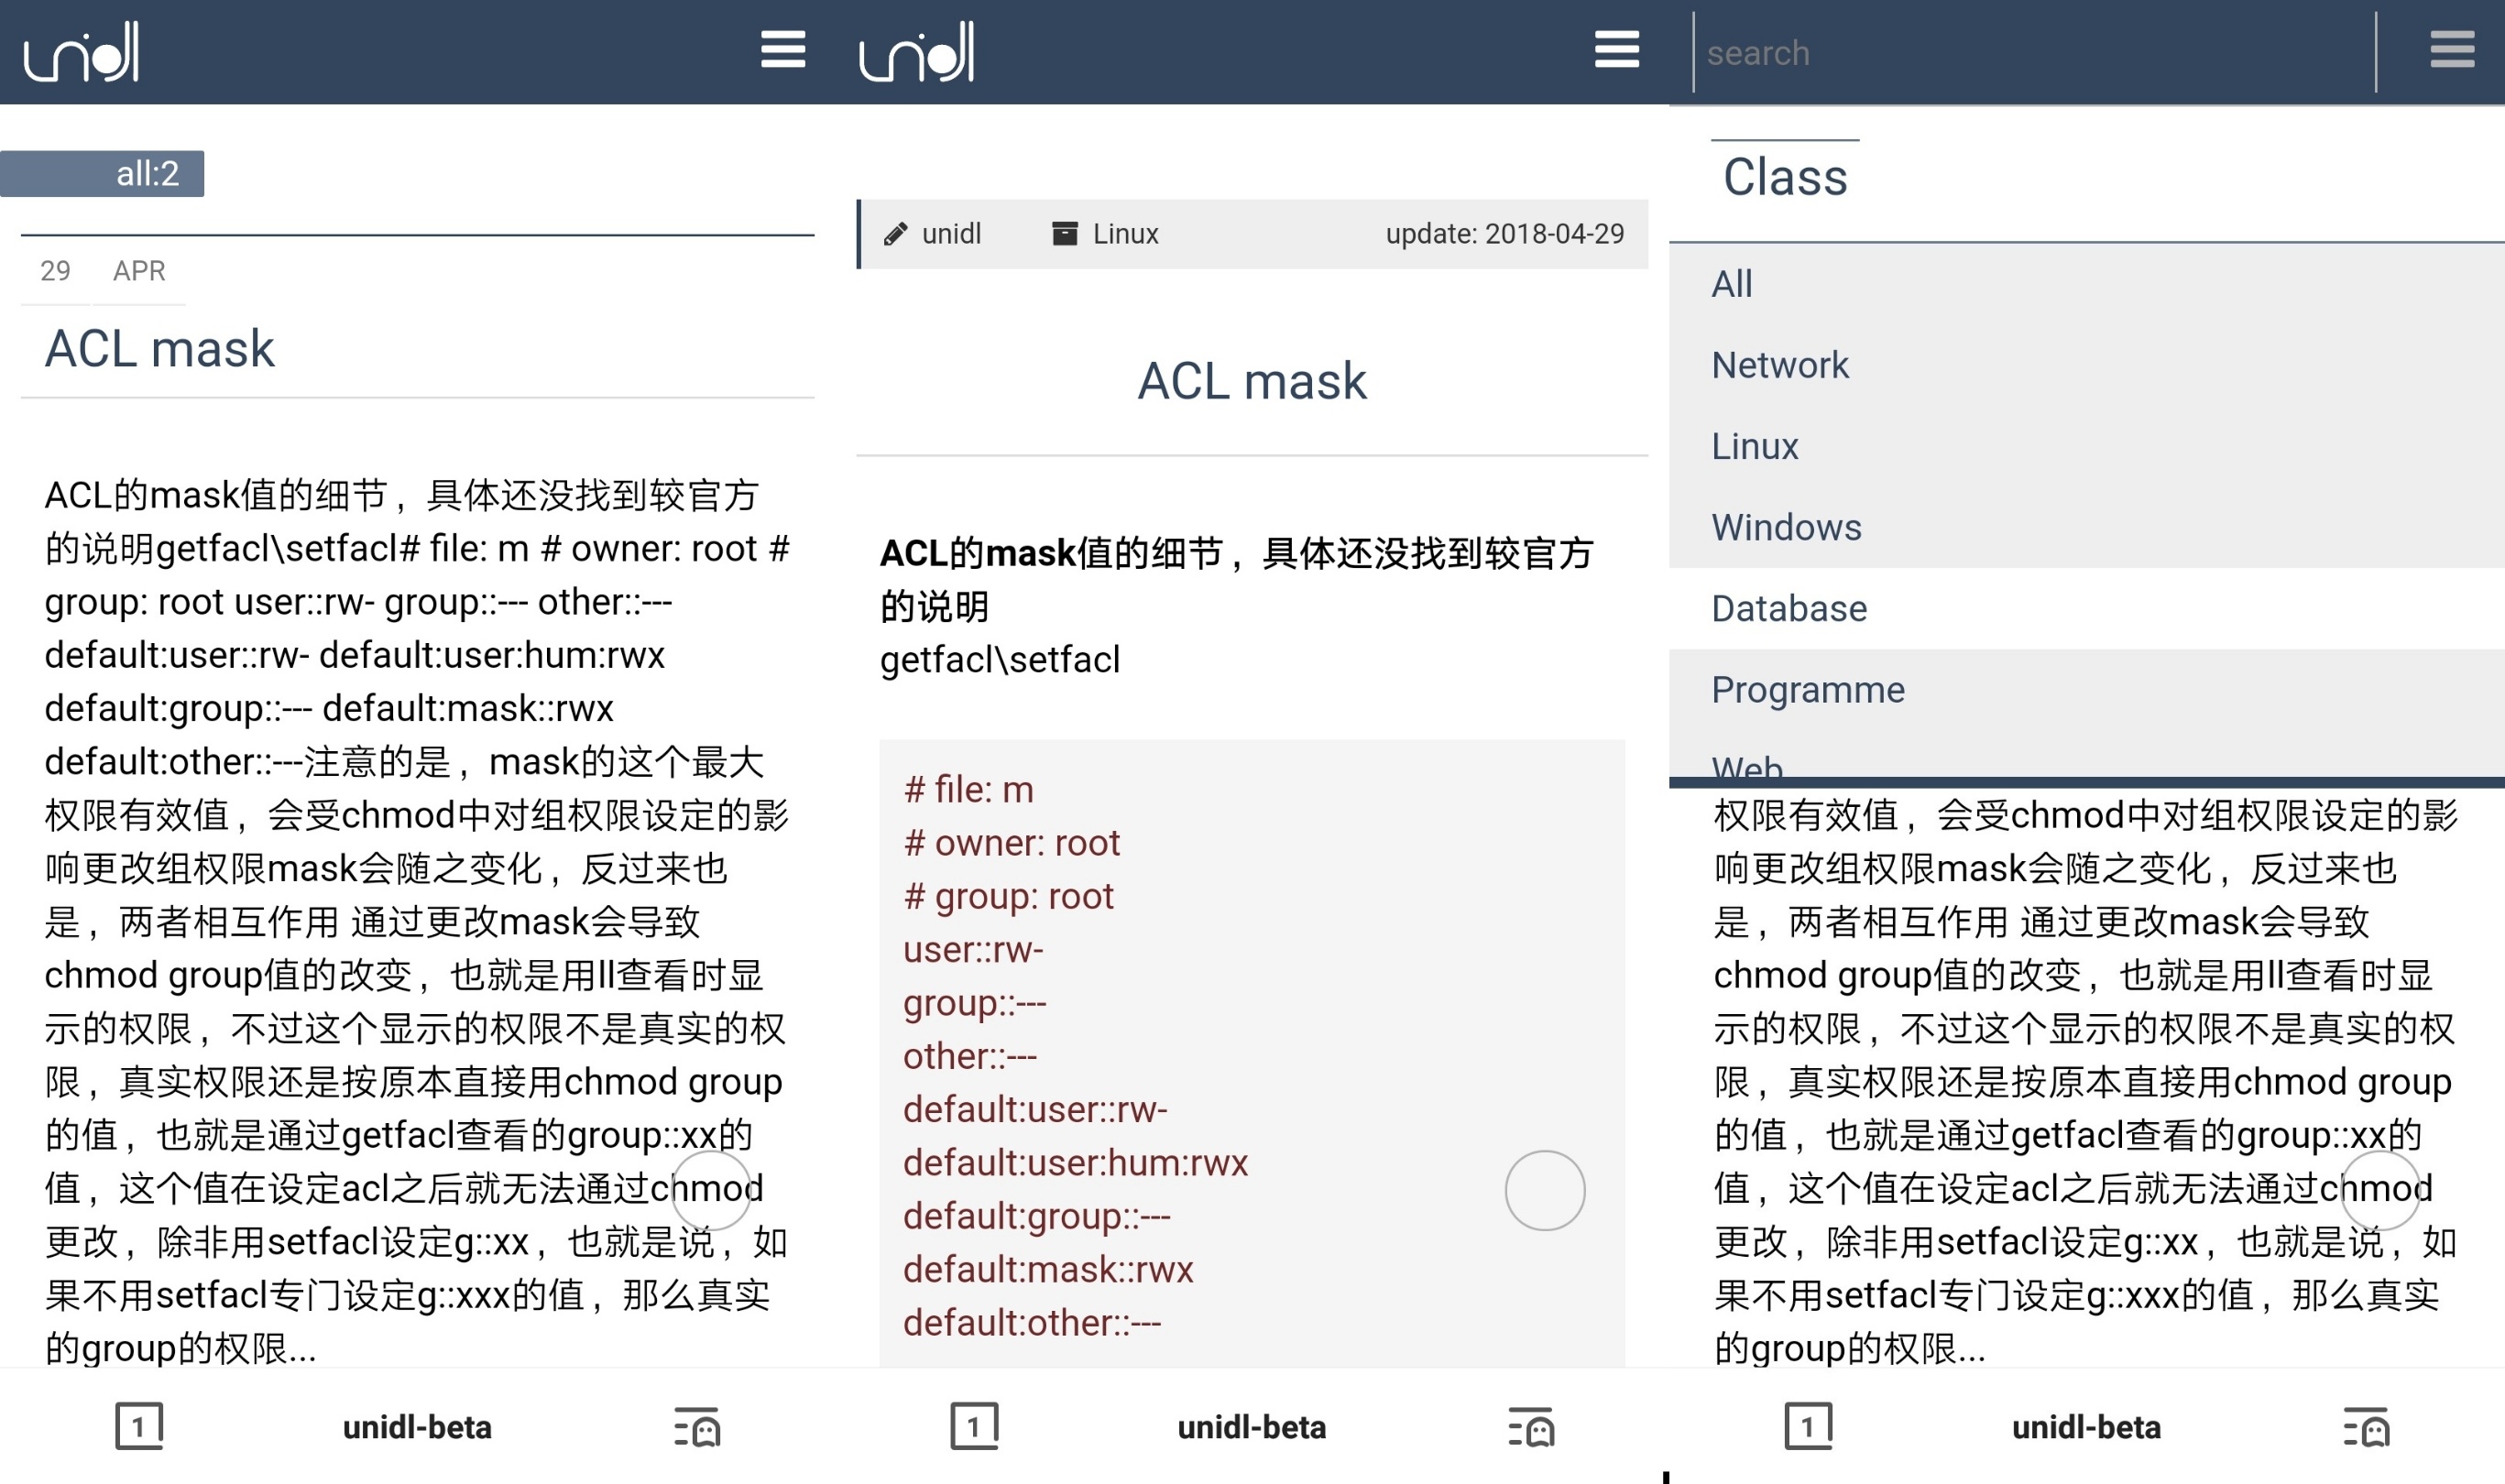 unidl
all:2
29 APR
ACL mask
ACL的mask值的细节，具体还没找到较官方
的说明getfacl\setfacl# file: m # owner: root #
group: root user::rw- group::--- other::---
default:user::rw- default:user:hum:rwx
default:group::--- default:mask::rwx
default:other::---注意的是，mask的这个最大
权限有效值，会受chmod中对组权限设定的影
响更改组权限mask会随之变化，反过来也
是，两者相互作用 通过更改mask会导致
chmod group值的改变，也就是用ll查看时显
示的权限，不过这个显示的权限不是真实的权
限，真实权限还是按原本直接用chmod group
的值，也就是通过getfacl查看的group::xx的
值，这个值在设定acl之后就无法通过chmod
更改，除非用setfacl设定g::xx，也就是说，如
果不用setfacl专门设定g::xxx的值，那么真实
的group的权限...
1 unidl-beta
unidl
unidl Linux update: 2018-04-29
ACL mask
ACL的mask值的细节，具体还没找到较官方
的说明
getfacl\setfacl
# file: m
# owner: root
# group: root
user::rw-
group::---
other::---
default:user::rw-
default:user:hum:rwx
default:group::---
default:mask::rwx
default:other::---
1 unidl-beta
search
Class
All
Network
Linux
Windows
Database
Programme
Web
权限有效值，会受chmod中对组权限设定的影
响更改组权限mask会随之变化，反过来也
是，两者相互作用 通过更改mask会导致
chmod group值的改变，也就是用ll查看时显
示的权限，不过这个显示的权限不是真实的权
限，真实权限还是按原本直接用chmod group
的值，也就是通过getfacl查看的group::xx的
值，这个值在设定acl之后就无法通过chmod
更改，除非用setfacl设定g::xx，也就是说，如
果不用setfacl专门设定g::xxx的值，那么真实
的group的权限...
1 unidl-beta